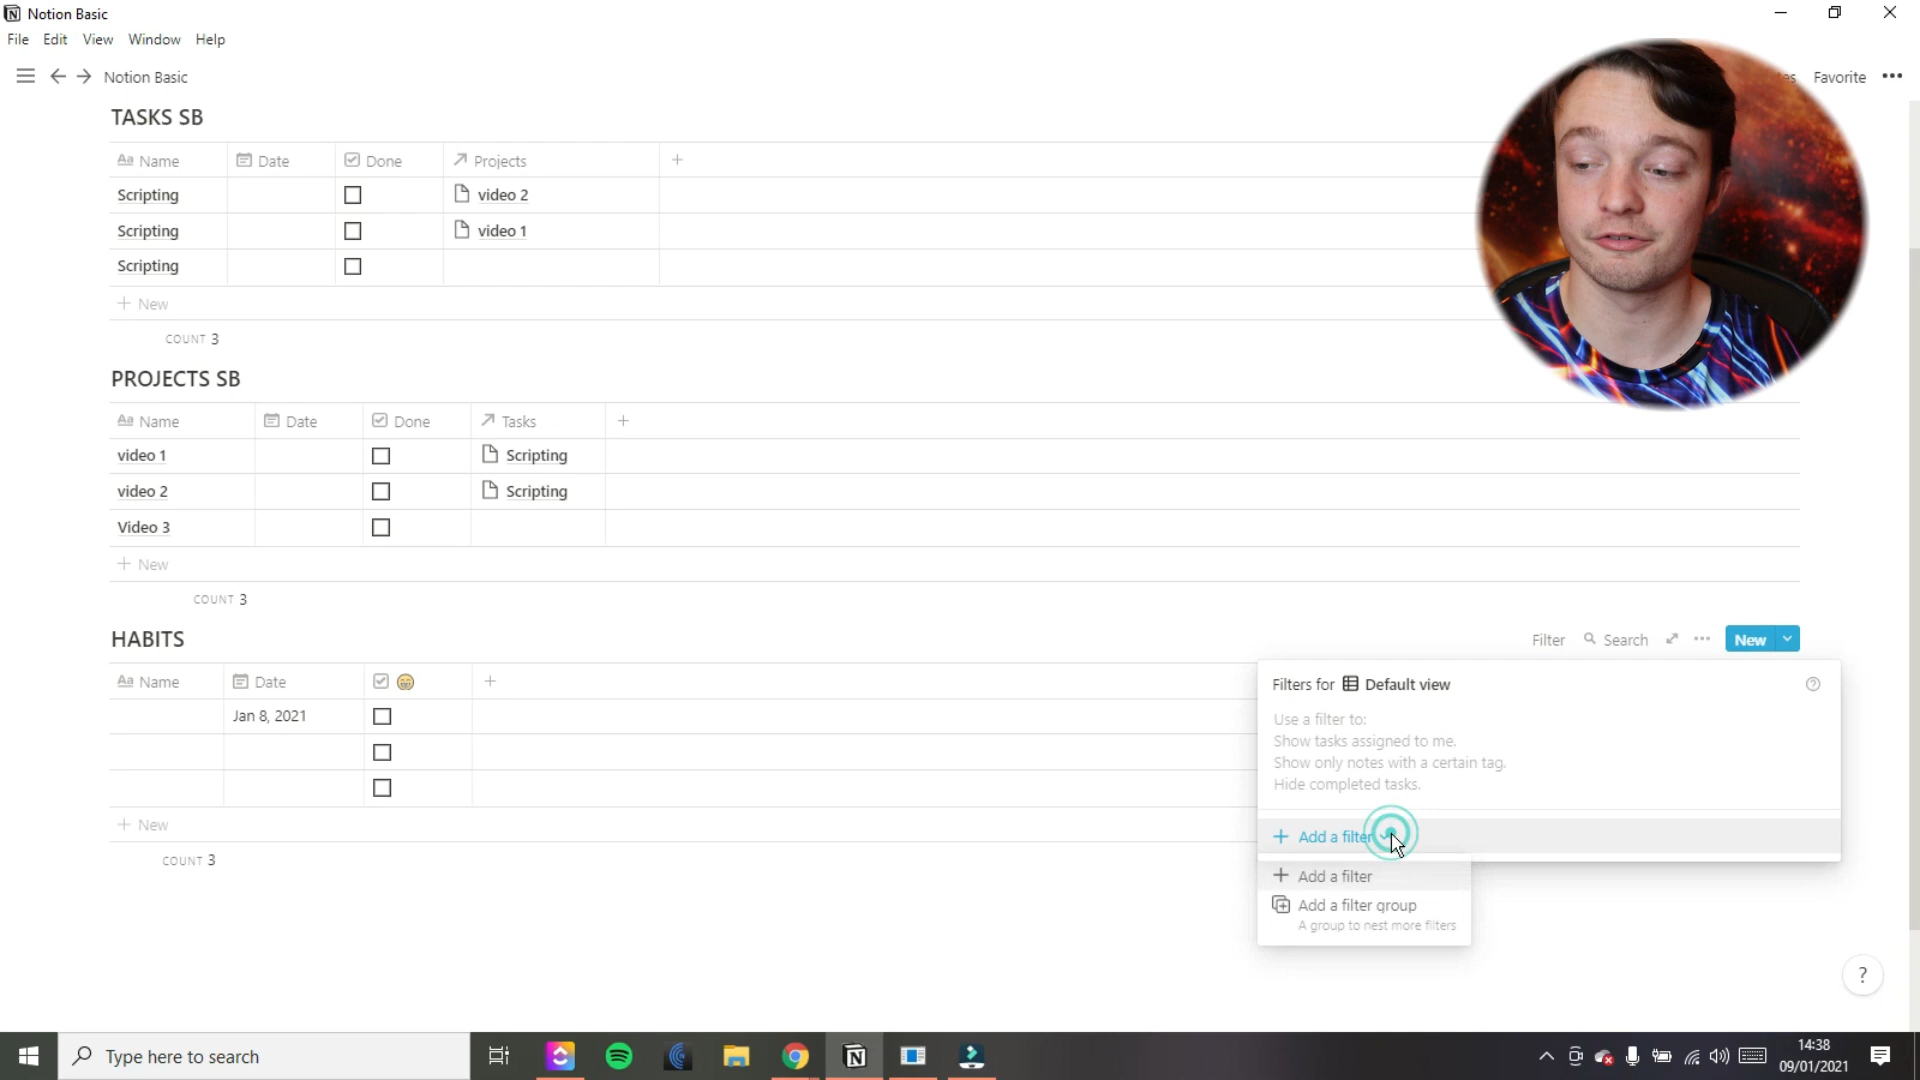 Notion Basic
File Edit View Window Help
Notion Basic
Favorite
TASKS SB
Aa Name Date Done Projects
Scripting video 2
Scripting video 1
Scripting
New
COUNT 3
PROJECTS SB
Aa Name Date Done Tasks
video 1 Scripting
video 2 Scripting
Video 3
New
COUNT 3
HABITS
Filter Search New
Aa Name Date
Jan 8, 2021
New
COUNT 3
Filters for Default view
Use a filter to:
Show tasks assigned to me.
Show only notes with a certain tag.
Hide completed tasks.
Add a filter
Add a filter
Add a filter group
A group to nest more filters
?
Type here to search
14:38
09/01/2021